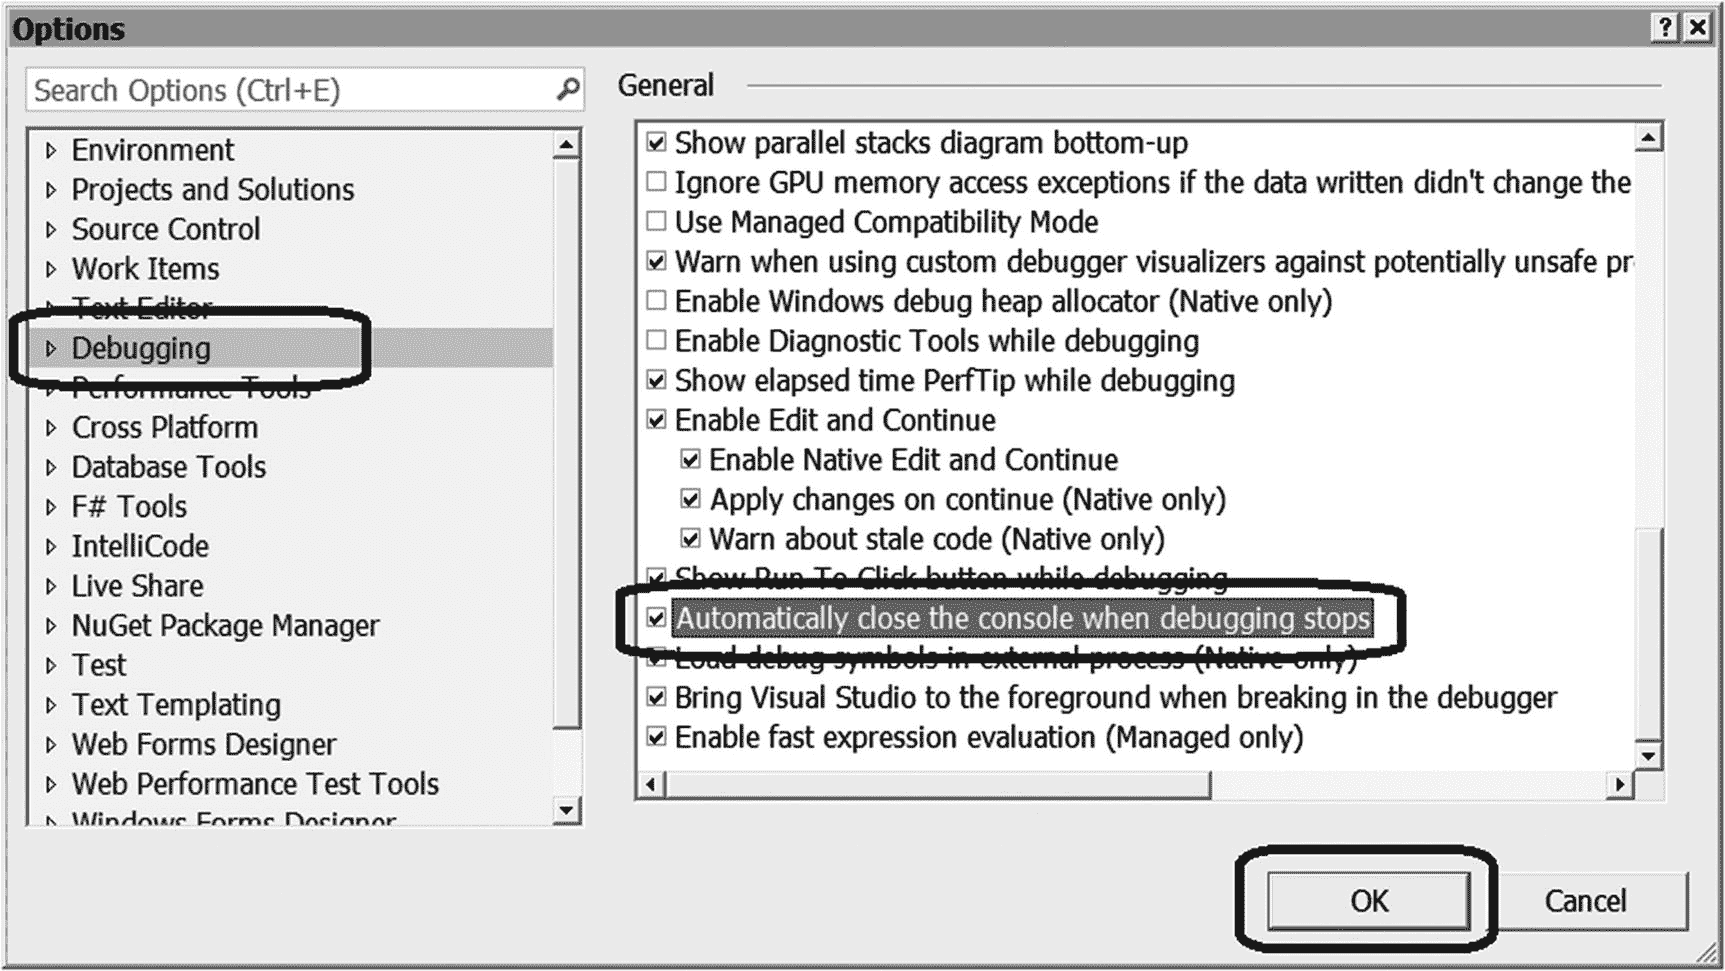 Options
?
Search Options (Ctrl+E)
Environment
Projects and Solutions
Source Control
Work Items
Text Editor
Debugging
Performance Tools
Cross Platform
Database Tools
F# Tools
IntelliCode
Live Share
NuGet Package Manager
Test
Text Templating
Web Forms Designer
Web Performance Test Tools
Windows Forms Designer
General
Show parallel stacks diagram bottom-up
Ignore GPU memory access exceptions if the data written didn't change the
Use Managed Compatibility Mode
Warn when using custom debugger visualizers against potentially unsafe pr
Enable Windows debug heap allocator (Native only)
Enable Diagnostic Tools while debugging
Show elapsed time PerfTip while debugging
Enable Edit and Continue
Enable Native Edit and Continue
Apply changes on continue (Native only)
Warn about stale code (Native only)
Show Run To Click button while debugging
Automatically close the console when debugging stops
Load debug symbols in external process (Native only)
Bring Visual Studio to the foreground when breaking in the debugger
Enable fast expression evaluation (Managed only)
OK
Cancel